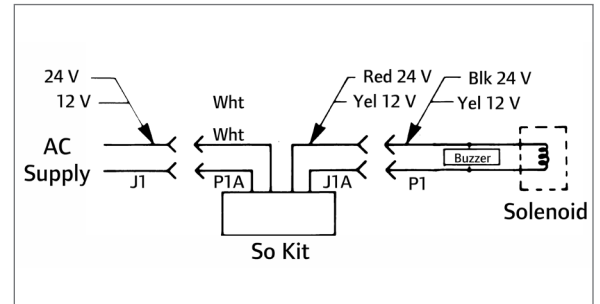 24 V
12 V
Wht
Wht
Red 24 V
Yel 12 V
Blk 24 V
Yel 12 V
AC
Supply
J1
P1A
J1A
P1
Buzzer
Solenoid
So Kit